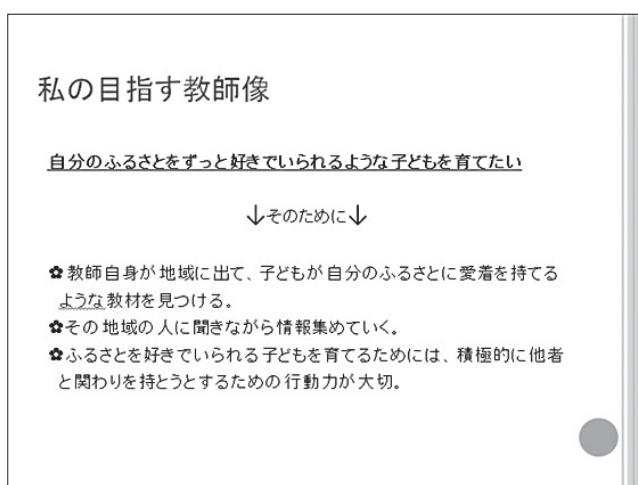 私の目指す教師像
自分のふるさとをずっと好きでいられるような子どもを育てたい
↓そのために↓
✿教師自身が地域に出て、子どもが自分のふるさとに愛着を持てる
ような教材を見つける。
✿その地域の人に聞きながら情報集めていく。
✿ふるさとを好きでいられる子どもを育てるためには、積極的に他者
と関わりを持とうとするための行動力が大切。